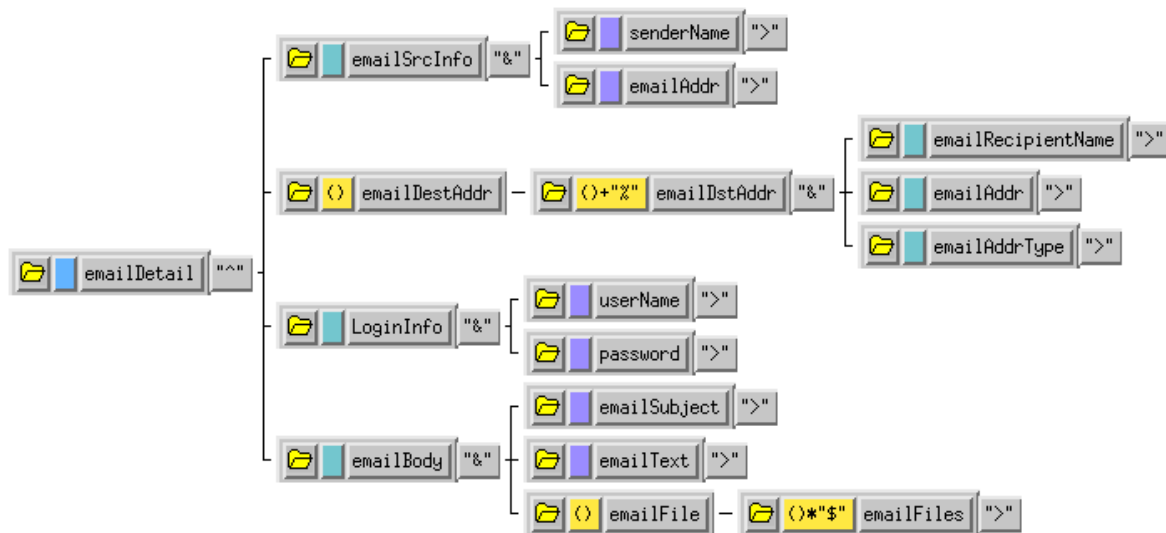 senderName ">"
emailSrcInfo "&"
emailAddr ">"
emailRecipientName ">"
() emailDestAddr ()+"%" emailDstAddr "&" emailAddr ">"
emailAddrType ">"
emailDetail "^"
userName ">"
LoginInfo "&"
password ">"
emailSubject ">"
emailBody "&" emailText ">"
() emailFile ()*"$" emailFiles ">"